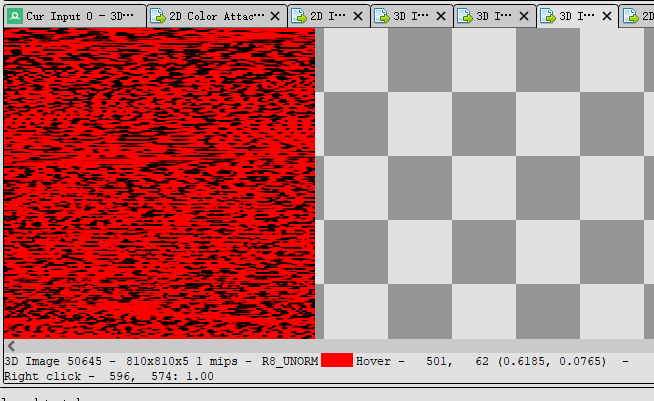 Cur Input 0 - 3D… 2D Color Attac… 2D I… 3D I… 3D I… 3D I… 2D
3D Image 50645 - 810x810x5 1 mips - R8_UNORM Hover - 501, 62 (0.6185, 0.0765) -
Right click - 596, 574: 1.00